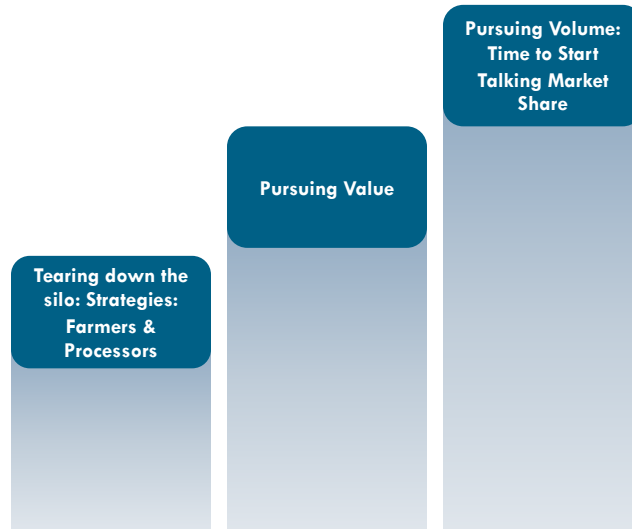 Tearing down the
silo: Strategies:
Farmers &
Processors
Pursuing Value
Pursuing Volume:
Time to Start
Talking Market
Share